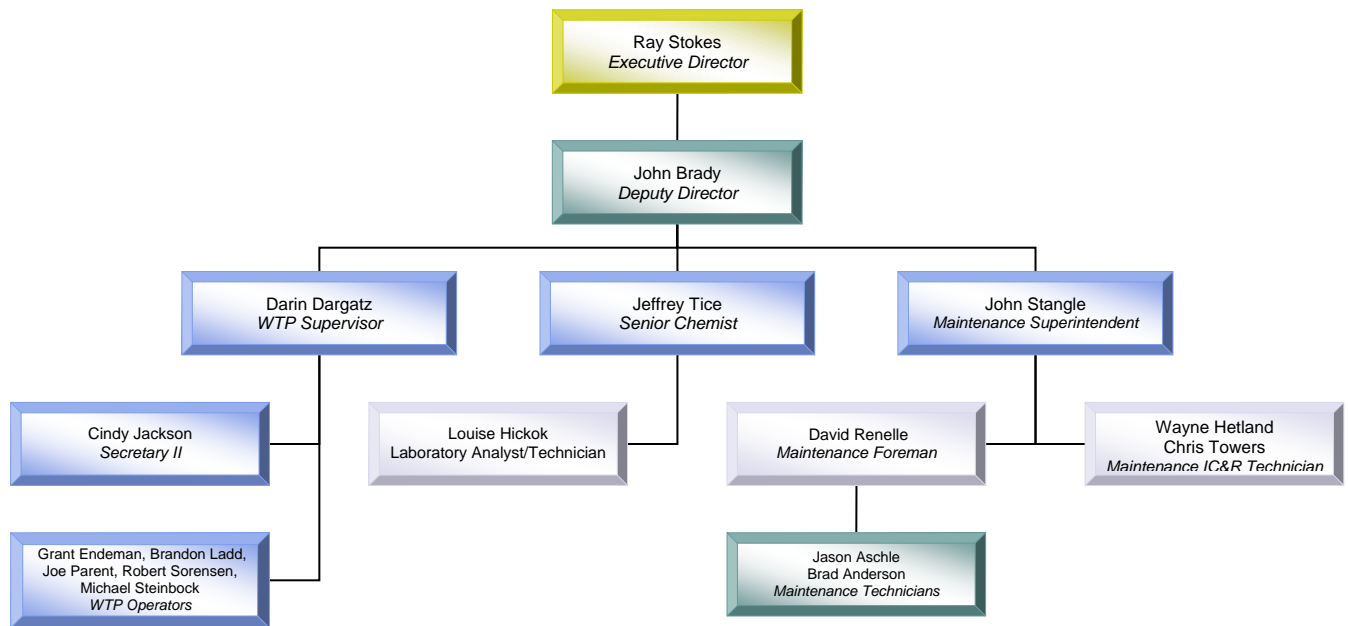 Ray Stokes
Executive Director
John Brady
Deputy Director
Darin Dargatz
WTP Supervisor
Jeffrey Tice
Senior Chemist
John Stangle
Maintenance Superintendent
Cindy Jackson
Secretary II
Louise Hickok
Laboratory Analyst/Technician
David Renelle
Maintenance Foreman
Wayne Hetland
Chris Towers
Maintenance IC&R Technician
Grant Endeman, Brandon Ladd,
Joe Parent, Robert Sorensen,
Michael Steinbock
WTP Operators
Jason Aschle
Brad Anderson
Maintenance Technicians